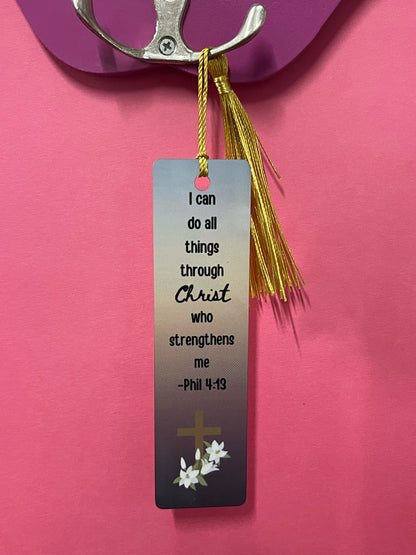 I can
do all
things
through
Christ
who
strengthens
me
-Phil 4:13